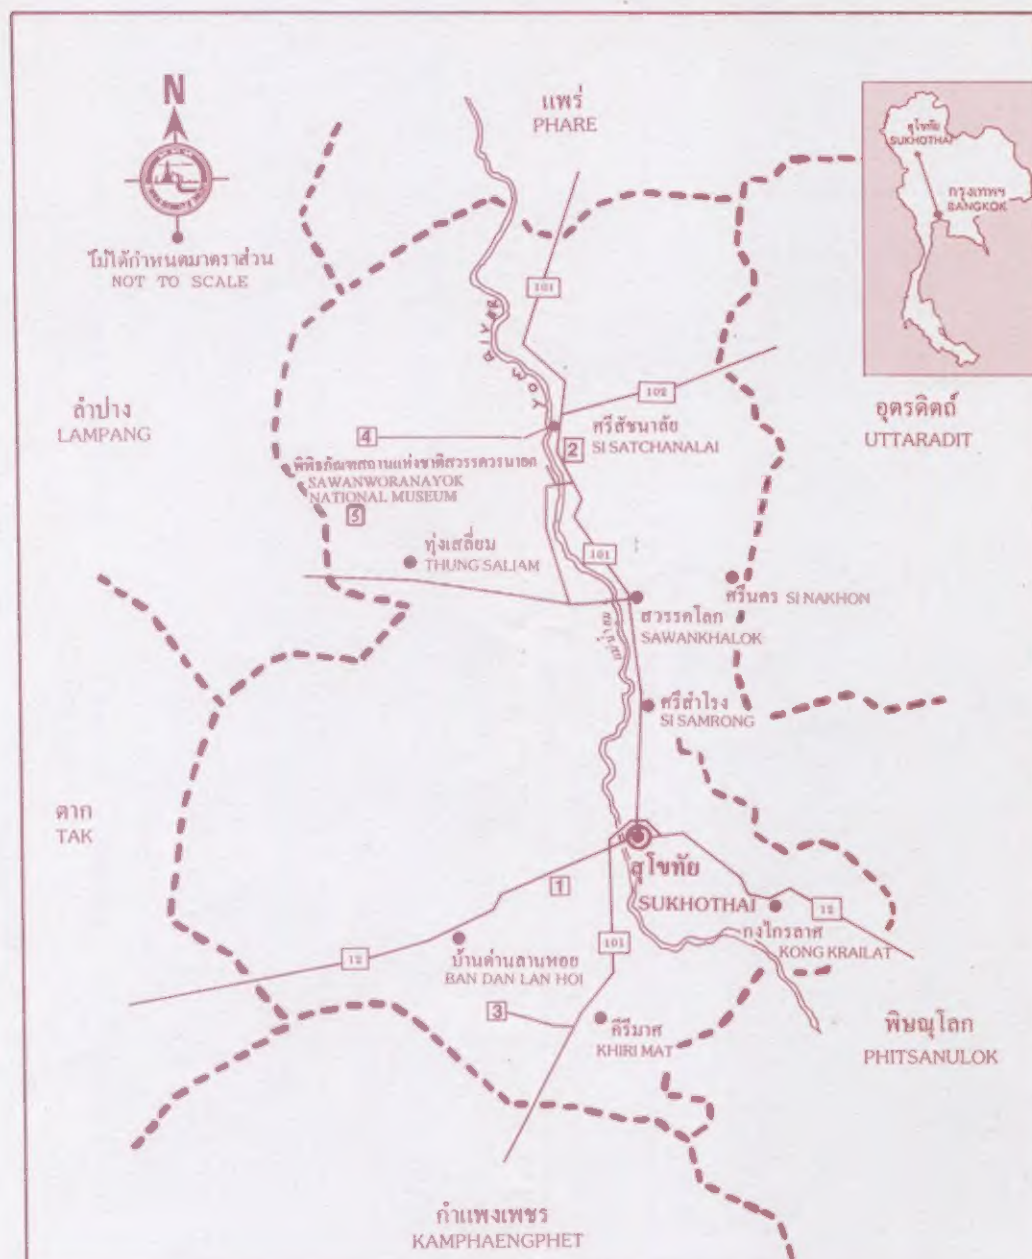 N
ไม่ได้กำหนดมาตราส่วน
NOT TO SCALE
แพร่
PHARE
สุโขทัย
SUKHOTHAI
กรุงเทพฯ
BANGKOK
101
YOM RIVER
102
ลำปาง
LAMPANG
อุตรดิตถ์
UTTARADIT
4
ศรีสัชนาลัย
SI SATCHANALAI
2
พิพิธภัณฑสถานแห่งชาติสวรรควรนายก
SAWANWORANAYOK
NATIONAL MUSEUM
5
ทุ่งเสลี่ยม
THUNG SALIAM
101
ศรีนคร SI NAKHON
สวรรคโลก
SAWANKHALOK
แม่น้ำยม
ศรีสำโรง
SI SAMRONG
ตาก
TAK
สุโขทัย
SUKHOTHAI
1
12
กงไกรลาศ
KONG KRAILAT
101
12
บ้านด่านลานหอย
BAN DAN LAN HOI
3
คีรีมาศ
KHIRI MAT
พิษณุโลก
PHITSANULOK
กำแพงเพชร
KAMPHAENGPHET